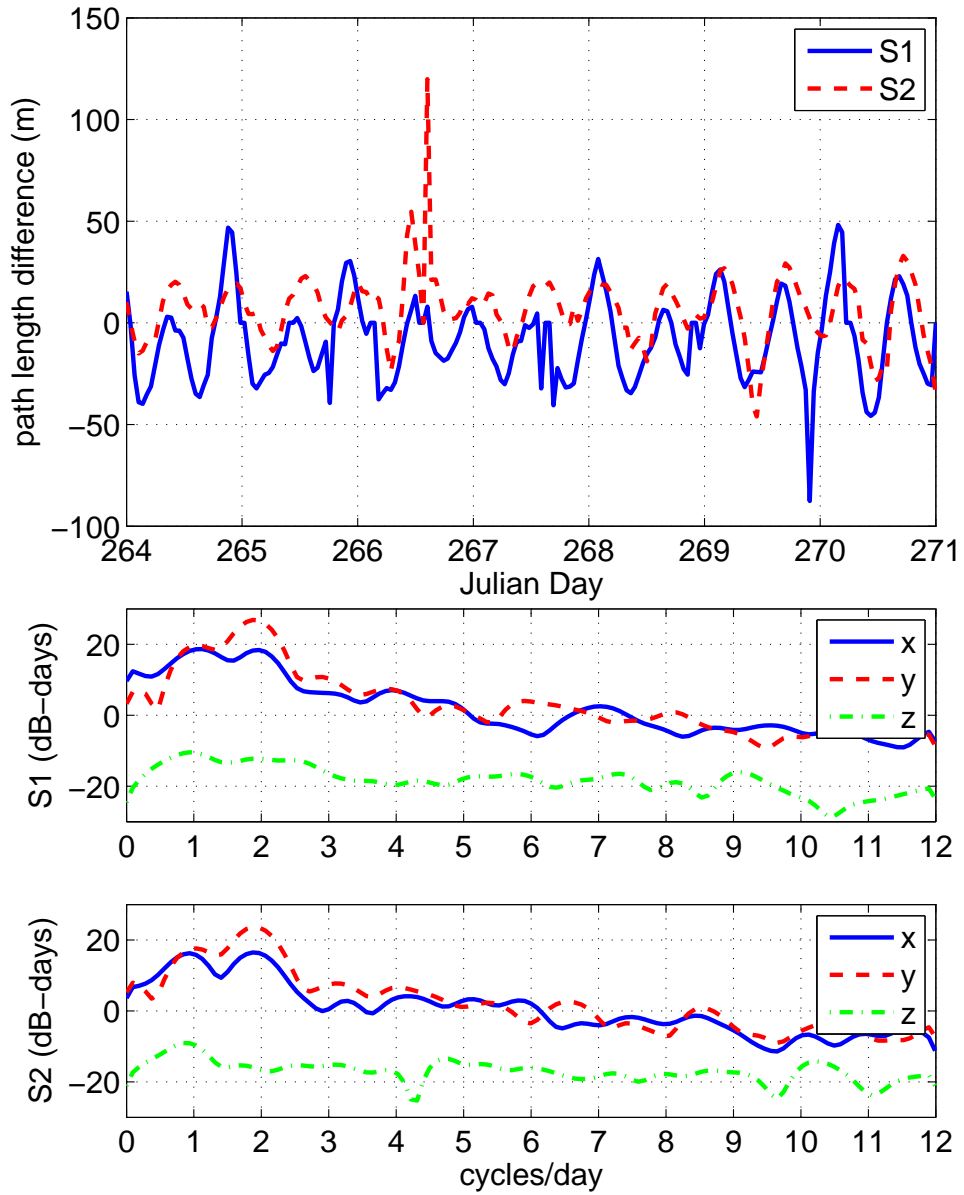 150
100
50
0
−50
−100
path length difference (m)
S1
S2
264 265 266 267 268 269 270 271
Julian Day
20
0
−20
S1 (dB−days)
x
y
z
0 1 2 3 4 5 6 7 8 9 10 11 12
20
0
−20
S2 (dB−days)
x
y
z
0 1 2 3 4 5 6 7 8 9 10 11 12
cycles/day